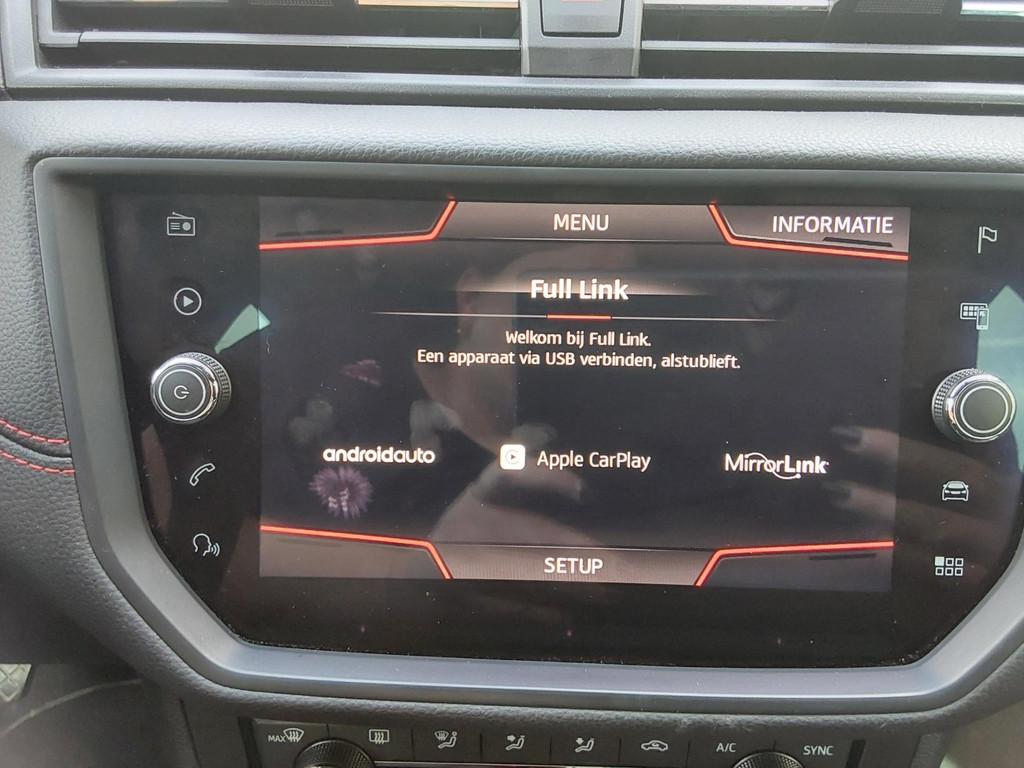 MENU
INFORMATIE
Full Link
Welkom bij Full Link.
Een apparaat via USB verbinden, alstublieft.
androidauto
Apple CarPlay
MirrorLink
SETUP
MAX
A/C
SYNC